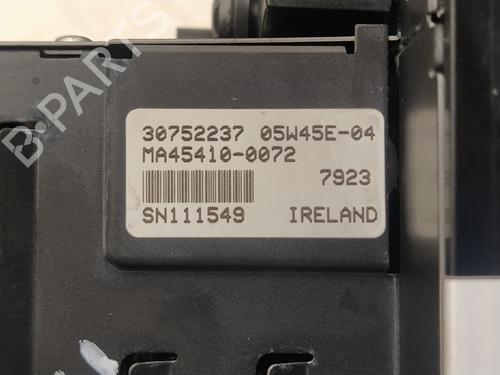 30752237 05W45E-04
MA45410-0072
7923
SN111549 IRELAND
B-PARTS